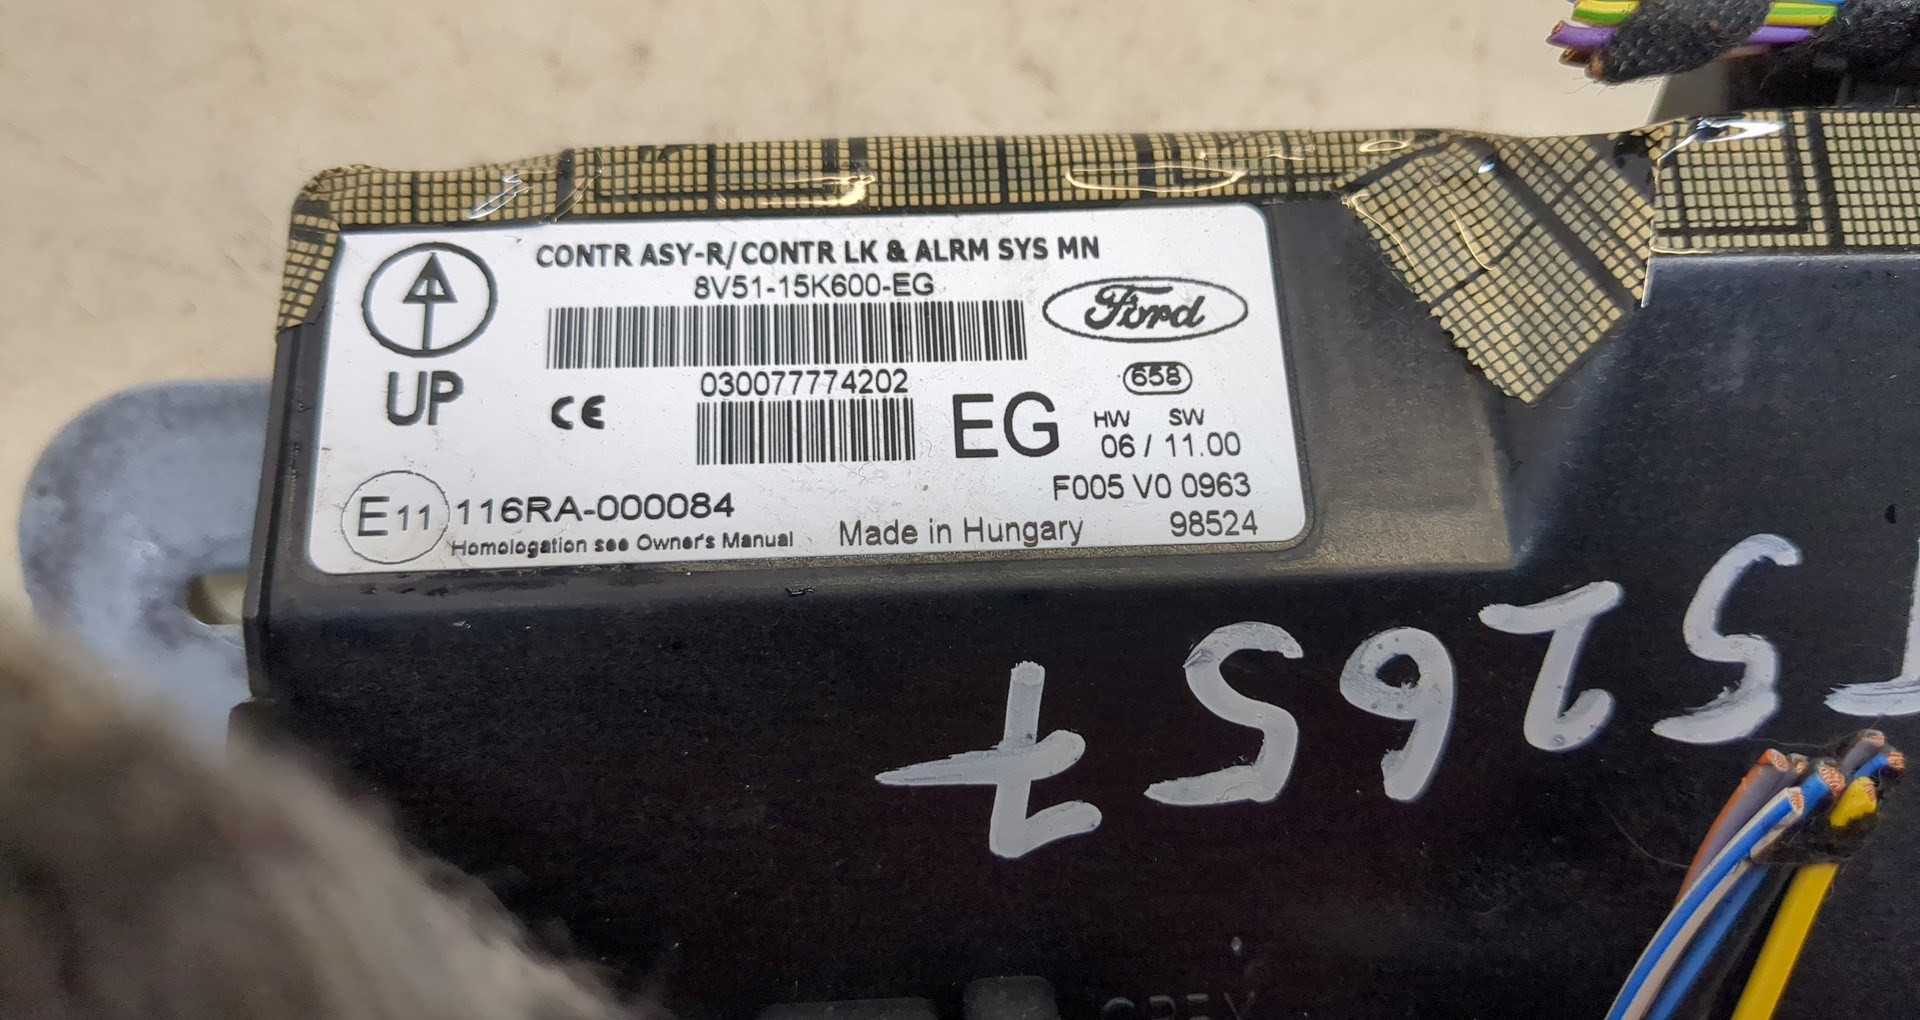 CONTR ASY-R/CONTR LK & ALRM SYS MN
8V51-15K600-EG
Ford
UP
CE
030077774202
EG
658
HW SW
06 / 11.00
F005 V0 0963
E11 116RA-000084
Homologation see Owner's Manual
Made in Hungary
98524
52657